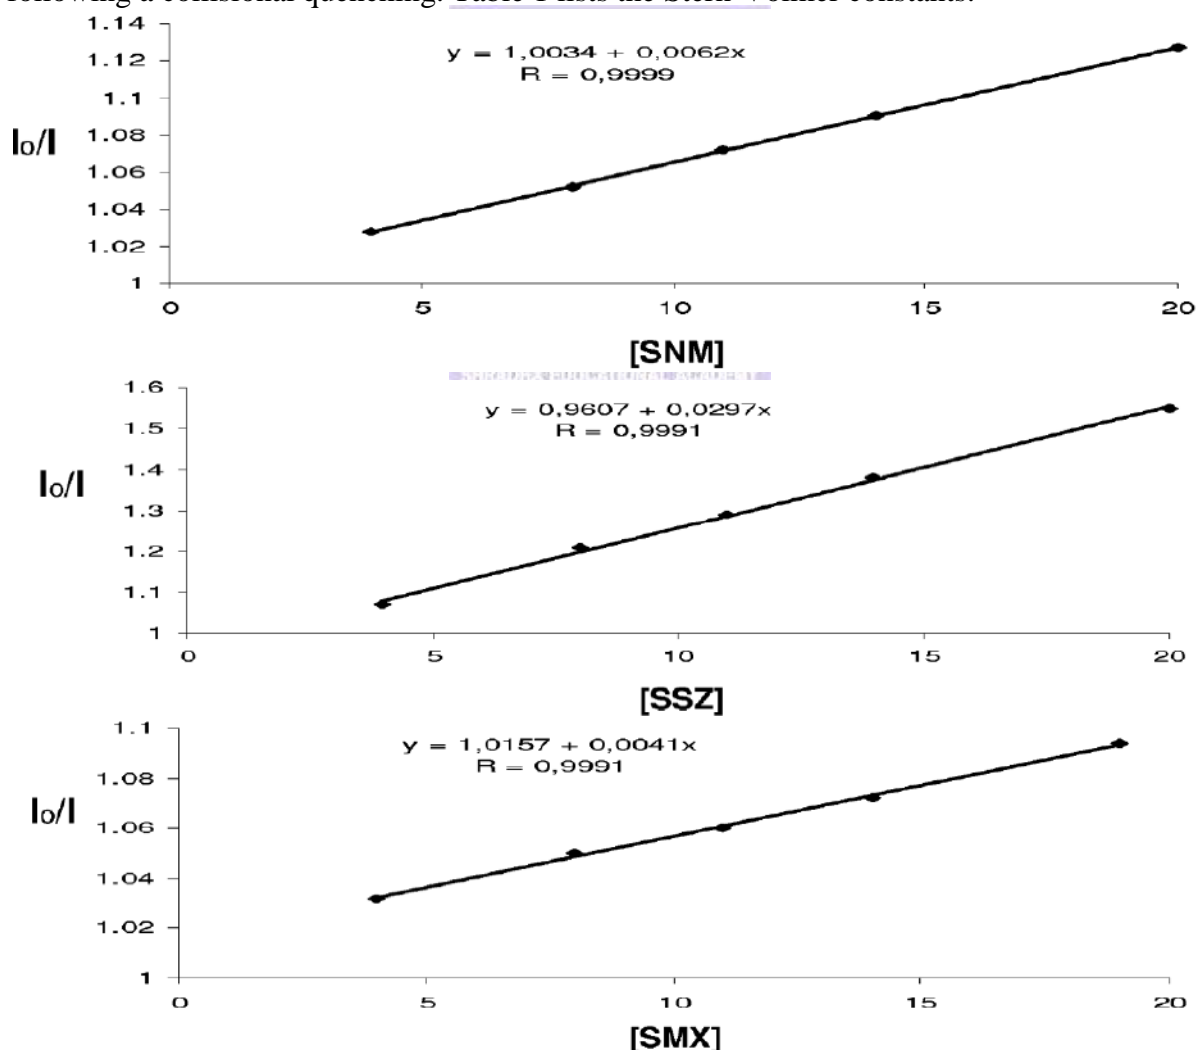 following a collisional quenching. Table 1 lists the Stern-Volmer constants.
1.14
y = 1,0034 + 0,0062x
R = 0,9999
1.12
1.1
1.08
I₀/I
1.06
1.04
1.02
1
0 5 10 15 20
[SNM]
1.6
y = 0,9607 + 0,0297x
R = 0,9991
1.5
1.4
I₀/I
1.3
1.2
1.1
1
0 5 10 15 20
[SSZ]
1.1
y = 1,0157 + 0,0041x
R = 0,9991
1.08
I₀/I
1.06
1.04
1.02
1
0 5 10 15 20
[SMX]